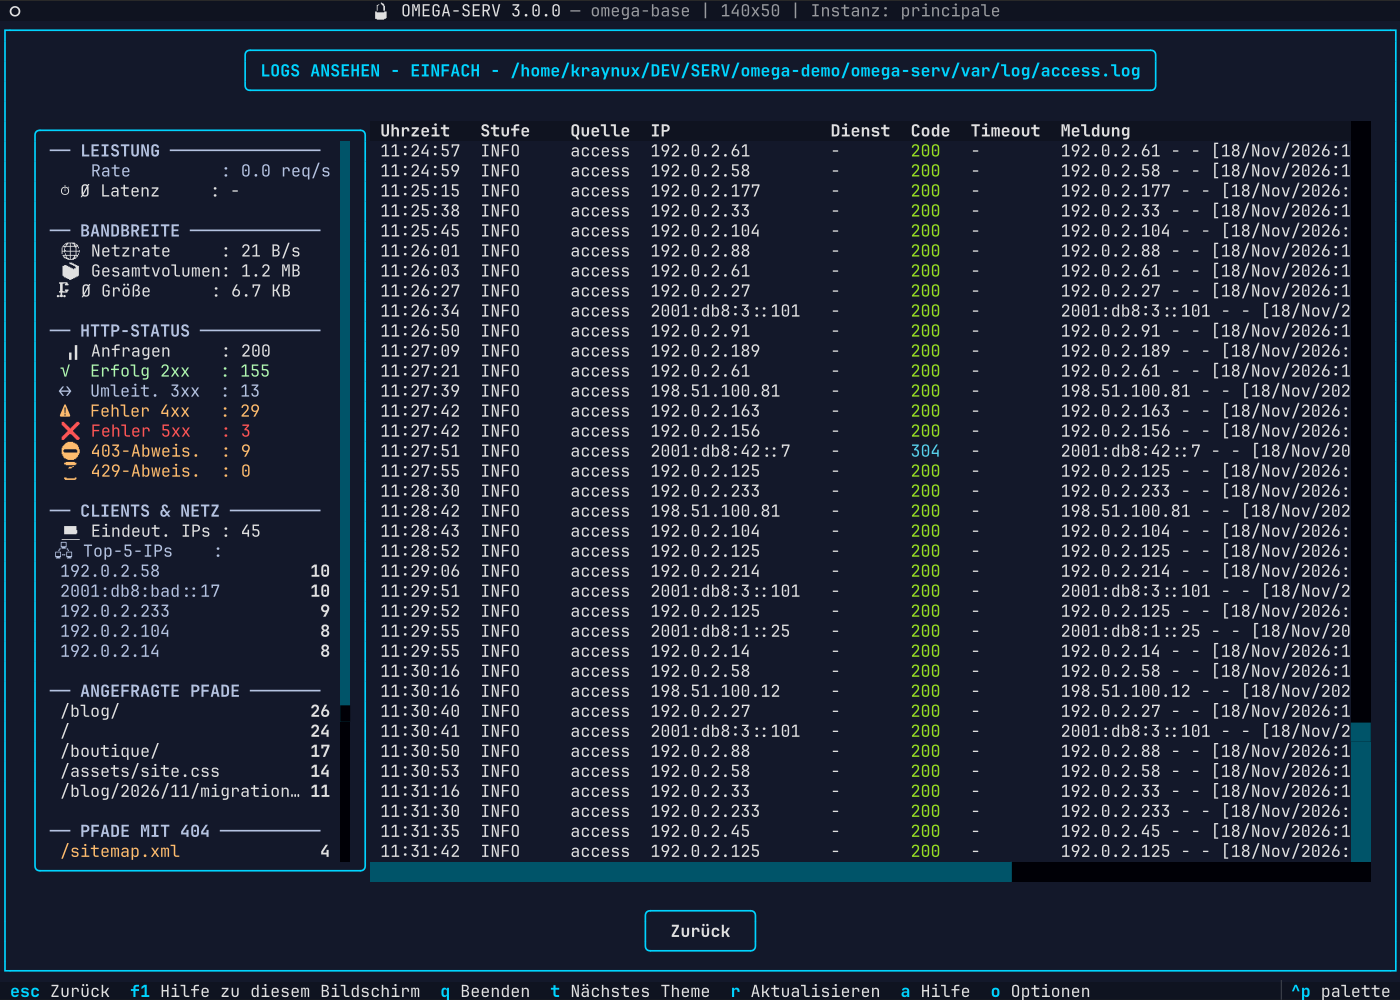 OMEGA-SERV 3.0.0 — omega-base | 140x50 | Instanz: principale
LOGS ANSEHEN - EINFACH - /home/kraynux/DEV/SERV/omega-demo/omega-serv/var/log/access.log
LEISTUNG
Rate : 0.0 req/s
Ø Latenz : -
BANDBREITE
Netzrate : 21 B/s
Gesamtvolumen: 1.2 MB
Ø Größe : 6.7 KB
HTTP-STATUS
Anfragen : 200
√ Erfolg 2xx : 155
↔ Umleit. 3xx : 13
Fehler 4xx : 29
Fehler 5xx : 3
403-Abweis. : 9
429-Abweis. : 0
CLIENTS & NETZ
Eindeut. IPs : 45
Top-5-IPs :
192.0.2.58 10
2001:db8:bad::17 10
192.0.2.233 9
192.0.2.104 8
192.0.2.14 8
ANGEFRAGTE PFADE
/blog/ 26
/ 24
/boutique/ 17
/assets/site.css 14
/blog/2026/11/migration… 11
PFADE MIT 404
/sitemap.xml 4
Uhrzeit Stufe Quelle IP Dienst Code Timeout Meldung
11:24:57 INFO access 192.0.2.61 - 200 - 192.0.2.61 - - [18/Nov/2026:1
11:24:59 INFO access 192.0.2.58 - 200 - 192.0.2.58 - - [18/Nov/2026:1
11:25:15 INFO access 192.0.2.177 - 200 - 192.0.2.177 - - [18/Nov/2026:
11:25:38 INFO access 192.0.2.33 - 200 - 192.0.2.33 - - [18/Nov/2026:1
11:25:45 INFO access 192.0.2.104 - 200 - 192.0.2.104 - - [18/Nov/2026:
11:26:01 INFO access 192.0.2.88 - 200 - 192.0.2.88 - - [18/Nov/2026:1
11:26:03 INFO access 192.0.2.61 - 200 - 192.0.2.61 - - [18/Nov/2026:1
11:26:27 INFO access 192.0.2.27 - 200 - 192.0.2.27 - - [18/Nov/2026:1
11:26:34 INFO access 2001:db8:3::101 - 200 - 2001:db8:3::101 - - [18/Nov/2
11:26:50 INFO access 192.0.2.91 - 200 - 192.0.2.91 - - [18/Nov/2026:1
11:27:09 INFO access 192.0.2.189 - 200 - 192.0.2.189 - - [18/Nov/2026:
11:27:21 INFO access 192.0.2.61 - 200 - 192.0.2.61 - - [18/Nov/2026:1
11:27:39 INFO access 198.51.100.81 - 200 - 198.51.100.81 - - [18/Nov/202
11:27:42 INFO access 192.0.2.163 - 200 - 192.0.2.163 - - [18/Nov/2026:
11:27:42 INFO access 192.0.2.156 - 200 - 192.0.2.156 - - [18/Nov/2026:
11:27:51 INFO access 2001:db8:42::7 - 304 - 2001:db8:42::7 - - [18/Nov/20
11:27:55 INFO access 192.0.2.125 - 200 - 192.0.2.125 - - [18/Nov/2026:
11:28:30 INFO access 192.0.2.233 - 200 - 192.0.2.233 - - [18/Nov/2026:
11:28:42 INFO access 198.51.100.81 - 200 - 198.51.100.81 - - [18/Nov/202
11:28:43 INFO access 192.0.2.104 - 200 - 192.0.2.104 - - [18/Nov/2026:
11:28:52 INFO access 192.0.2.125 - 200 - 192.0.2.125 - - [18/Nov/2026:
11:29:06 INFO access 192.0.2.214 - 200 - 192.0.2.214 - - [18/Nov/2026:
11:29:51 INFO access 2001:db8:3::101 - 200 - 2001:db8:3::101 - - [18/Nov/2
11:29:52 INFO access 192.0.2.125 - 200 - 192.0.2.125 - - [18/Nov/2026:
11:29:55 INFO access 2001:db8:1::25 - 200 - 2001:db8:1::25 - - [18/Nov/20
11:29:55 INFO access 192.0.2.14 - 200 - 192.0.2.14 - - [18/Nov/2026:1
11:30:16 INFO access 192.0.2.58 - 200 - 192.0.2.58 - - [18/Nov/2026:1
11:30:16 INFO access 198.51.100.12 - 200 - 198.51.100.12 - - [18/Nov/202
11:30:40 INFO access 192.0.2.27 - 200 - 192.0.2.27 - - [18/Nov/2026:1
11:30:41 INFO access 2001:db8:3::101 - 200 - 2001:db8:3::101 - - [18/Nov/2
11:30:50 INFO access 192.0.2.88 - 200 - 192.0.2.88 - - [18/Nov/2026:1
11:30:53 INFO access 192.0.2.58 - 200 - 192.0.2.58 - - [18/Nov/2026:1
11:31:16 INFO access 192.0.2.33 - 200 - 192.0.2.33 - - [18/Nov/2026:1
11:31:30 INFO access 192.0.2.233 - 200 - 192.0.2.233 - - [18/Nov/2026:
11:31:35 INFO access 192.0.2.45 - 200 - 192.0.2.45 - - [18/Nov/2026:1
11:31:42 INFO access 192.0.2.125 - 200 - 192.0.2.125 - - [18/Nov/2026:
Zurück
esc Zurück f1 Hilfe zu diesem Bildschirm q Beenden t Nächstes Theme r Aktualisieren a Hilfe o Optionen ^p palette